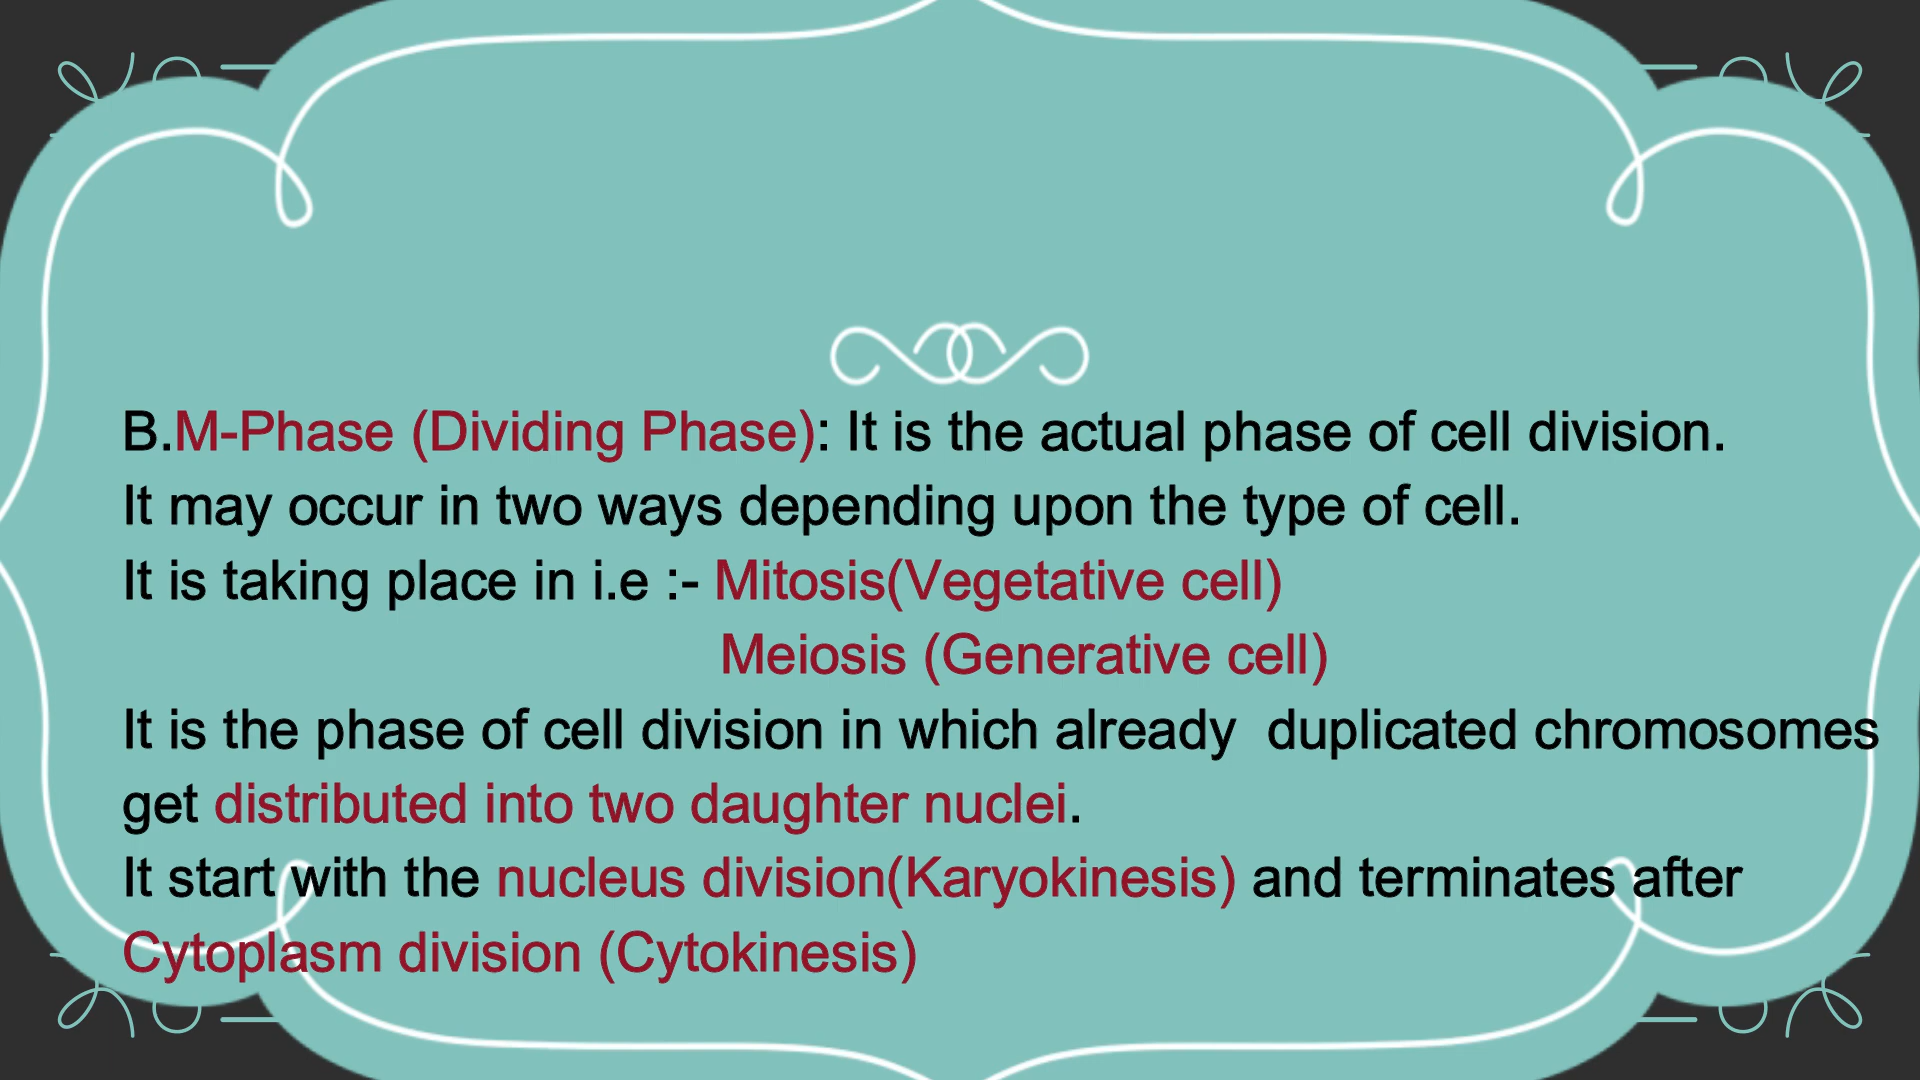 B.M-Phase (Dividing Phase): It is the actual phase of cell division.
It may occur in two ways depending upon the type of cell.
It is taking place in i.e :- Mitosis(Vegetative cell)
Meiosis (Generative cell)
It is the phase of cell division in which already  duplicated chromosomes
get distributed into two daughter nuclei.
It start with the nucleus division(Karyokinesis) and terminates after
Cytoplasm division (Cytokinesis)